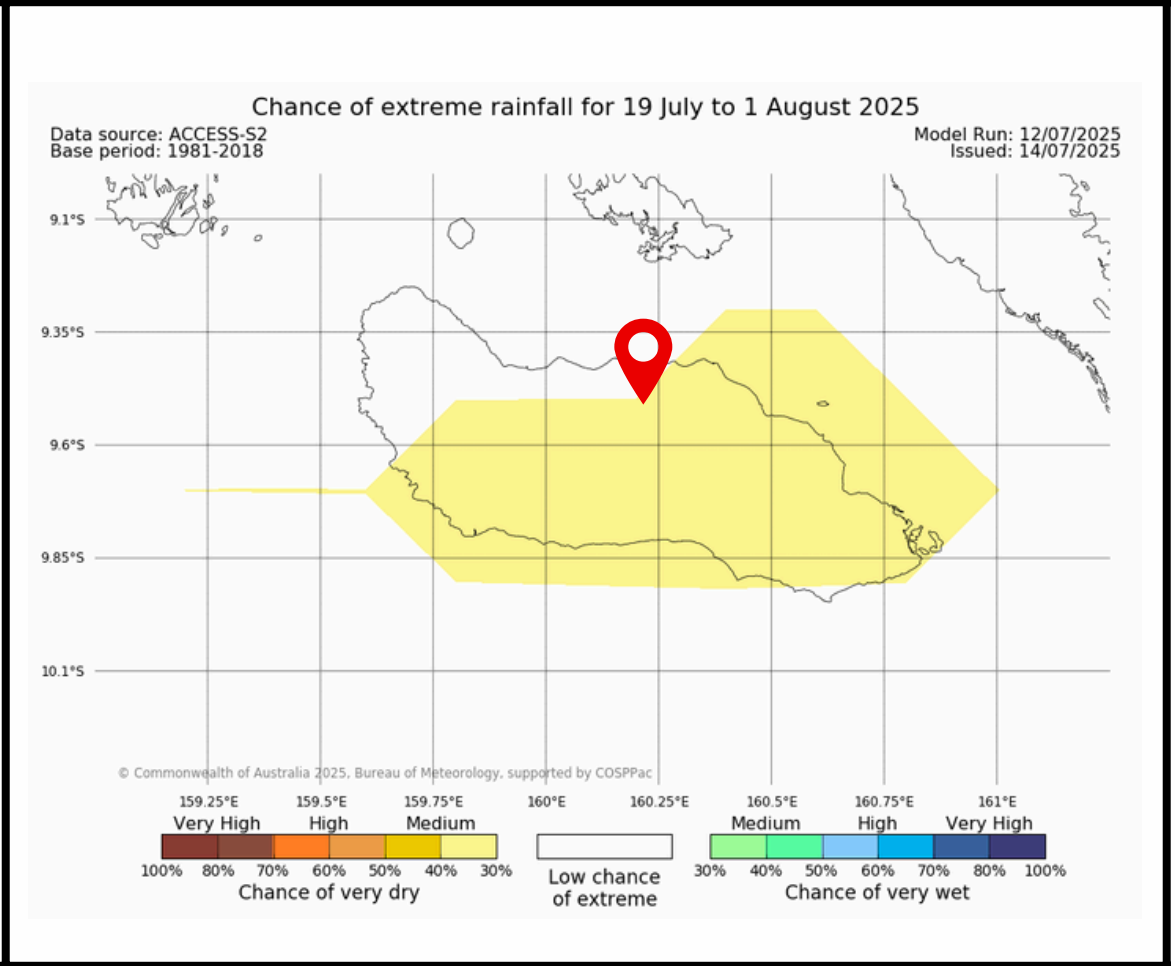 Chance of extreme rainfall for 19 July to 1 August 2025
Data source: ACCESS-S2
Base period: 1981-2018
Model Run: 12/07/2025
Issued: 14/07/2025
9.1°S
9.35°S
9.6°S
9.85°S
10.1°S
© Commonwealth of Australia 2025, Bureau of Meteorology, supported by COSPPac
159.25°E 159.5°E 159.75°E 160°E 160.25°E 160.5°E 160.75°E 161°E
Very High High Medium
100% 80% 70% 60% 50% 40% 30%
Chance of very dry
Low chance
of extreme
Medium High Very High
30% 40% 50% 60% 70% 80% 100%
Chance of very wet